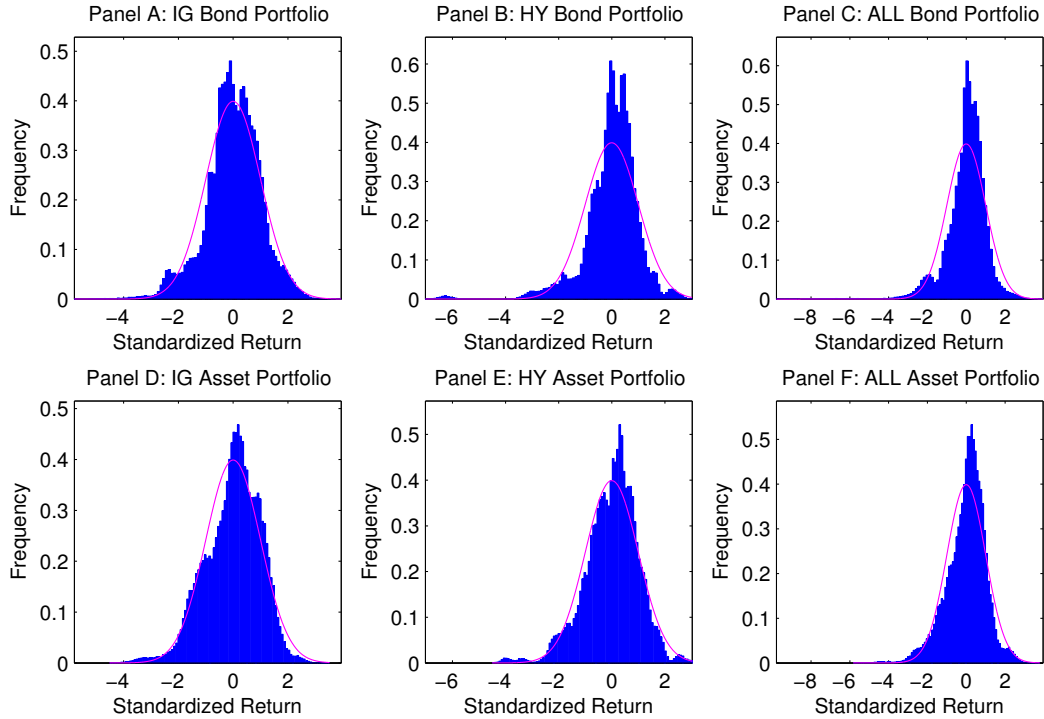 Panel A: IG Bond Portfolio
Panel B: HY Bond Portfolio
Panel C: ALL Bond Portfolio
0.5
0.4
0.3
0.2
0.1
0
Frequency
−4 −2 0 2
Standardized Return
0.6
0.5
0.4
0.3
0.2
0.1
0
Frequency
−6 −4 −2 0 2
Standardized Return
0.6
0.5
0.4
0.3
0.2
0.1
0
Frequency
−8 −6 −4 −2 0 2
Standardized Return
Panel D: IG Asset Portfolio
Panel E: HY Asset Portfolio
Panel F: ALL Asset Portfolio
0.5
0.4
0.3
0.2
0.1
0
Frequency
−4 −2 0 2
Standardized Return
0.5
0.4
0.3
0.2
0.1
0
Frequency
−6 −4 −2 0 2
Standardized Return
0.5
0.4
0.3
0.2
0.1
0
Frequency
−8 −6 −4 −2 0 2
Standardized Return